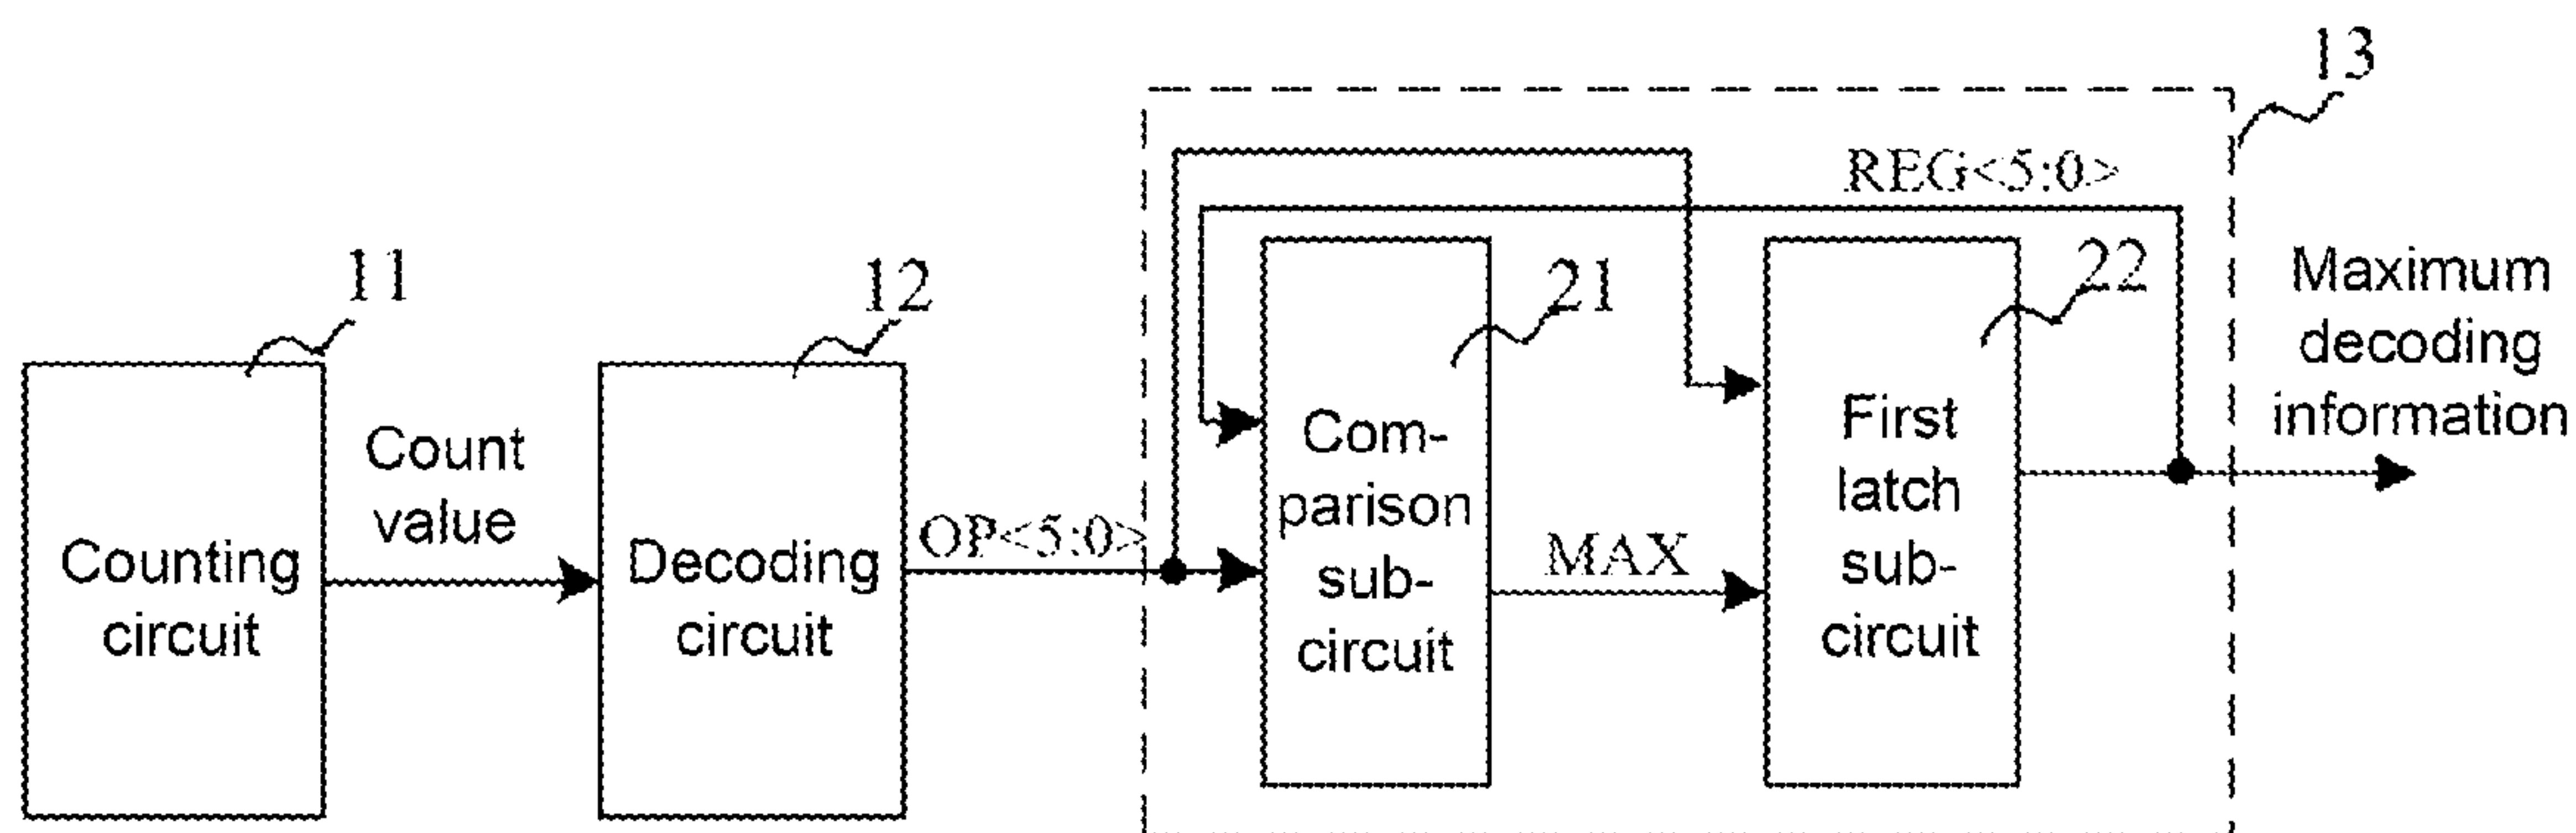 13
REG<5:0>
11
12
21
22
Maximum
decoding
information
Counting
circuit
Count
value
Decoding
circuit
OP<5:0>
Com-
parison
sub-
circuit
MAX
First
latch
sub-
circuit